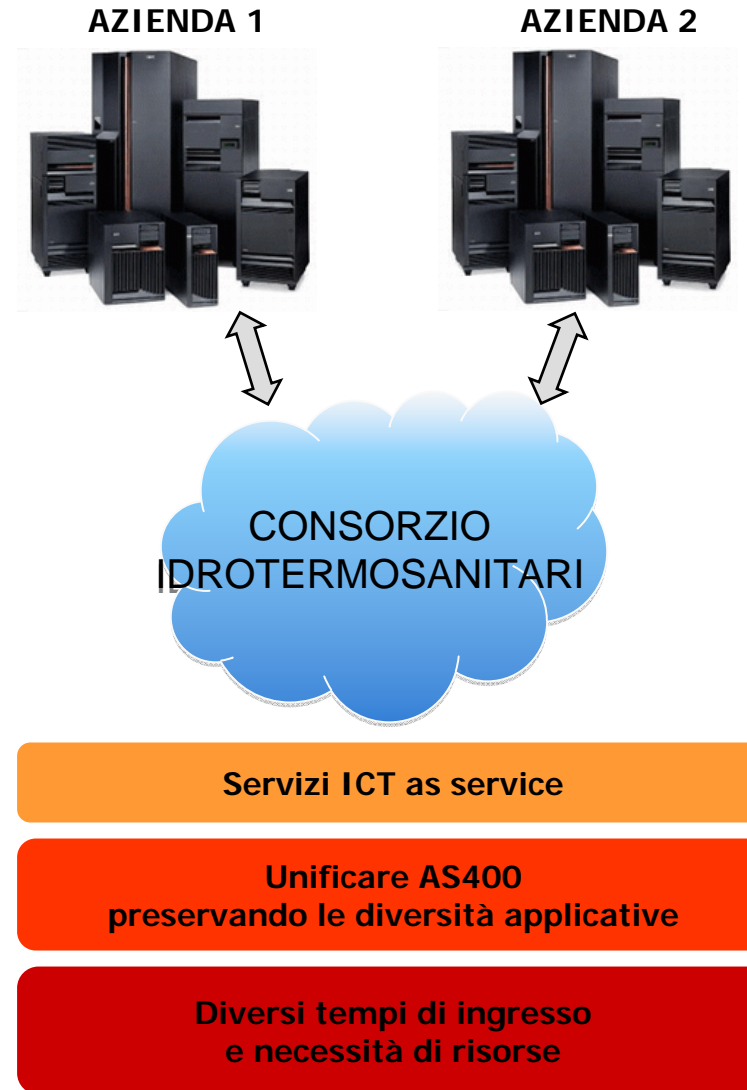 AZIENDA 1 AZIENDA 2
CONSORZIO
IDROTERMOSANITARI
Servizi ICT as service
Unificare AS400
preservando le diversità applicative
Diversi tempi di ingresso
e necessità di risorse